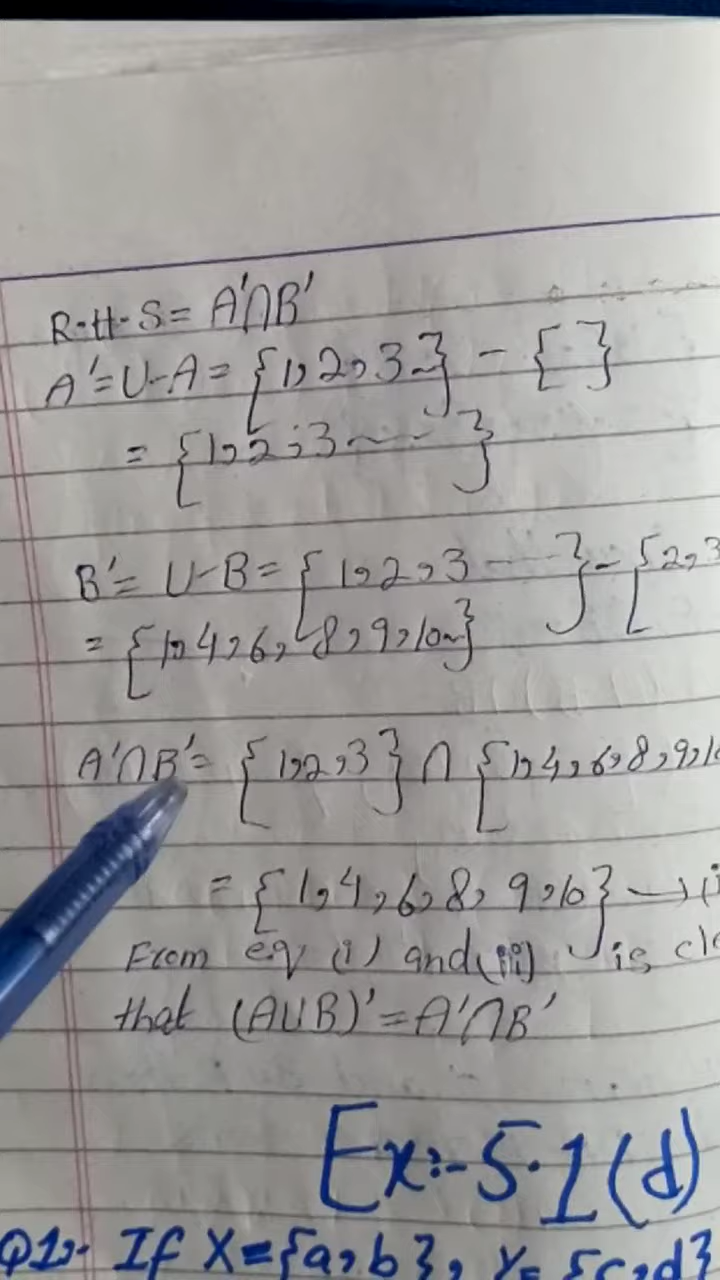 R.H.S = A'∩B'
A' = U-A = {1,2,3..} - { }
= {1,2,3 ---- }
B' = U-B = {1,2,3 ---- } - {2,3
= {1,4,6,8,9,10..}
A'∩B' = {1,2,3} ∩ {1,4,6,8,9,1
= {1,4,6,8,9,10} → (i
From eq (i) and (ii) is cle
that (A∪B)' = A'∩B'
Ex:- 5.1(d)
Q1:- If X={a,b}, Y={c,d}